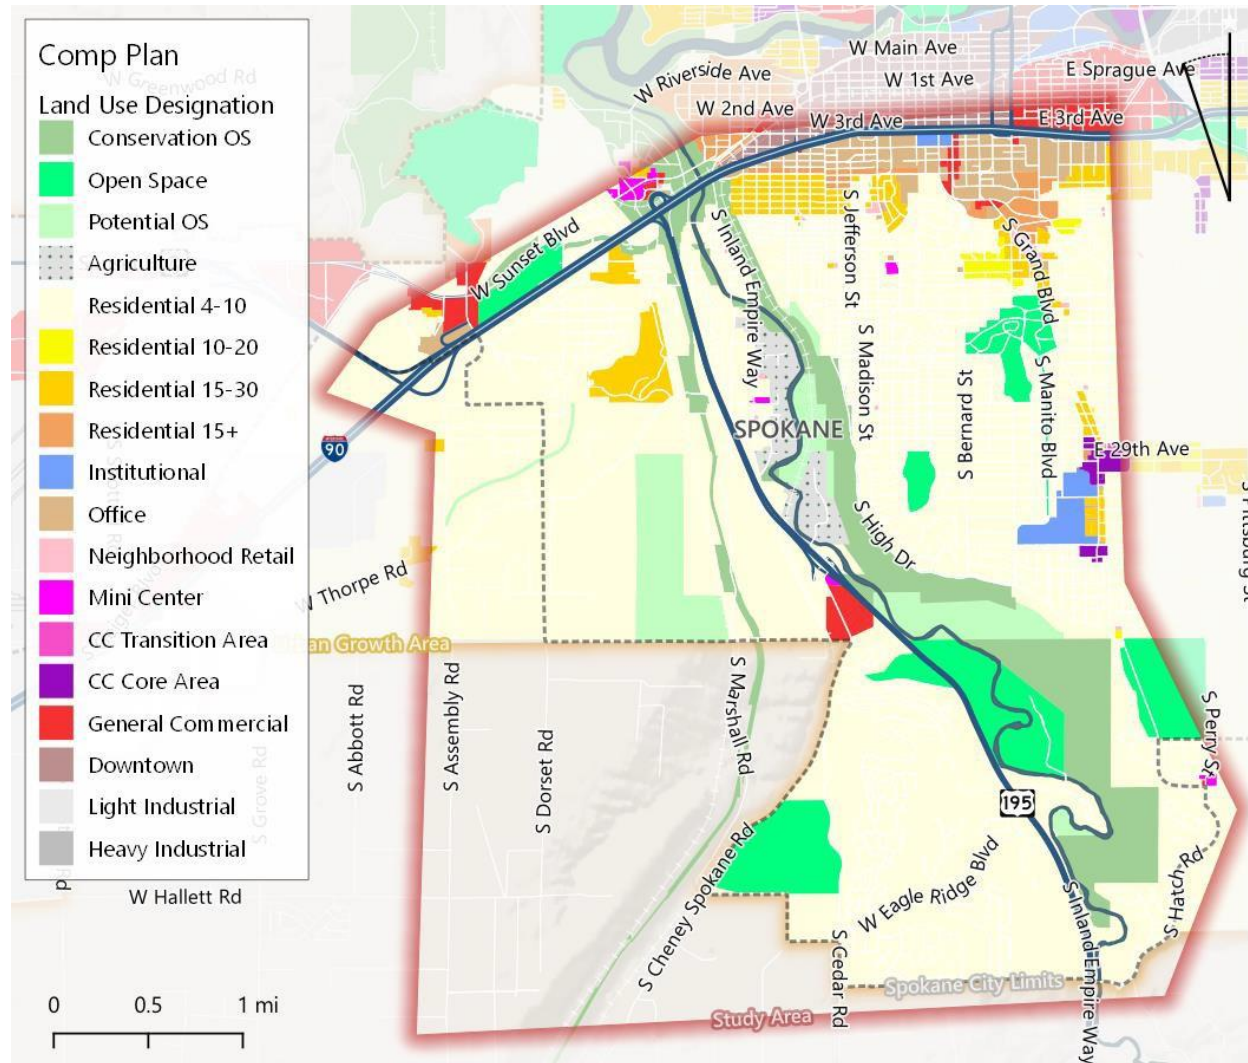 Comp Plan
Land Use Designation
Conservation OS
Open Space
Potential OS
Agriculture
Residential 4-10
Residential 10-20
Residential 15-30
Residential 15+
Institutional
Office
Neighborhood Retail
Mini Center
CC Transition Area
CC Core Area
General Commercial
Downtown
Light Industrial
Heavy Industrial
W Greenwood Rd
W Main Ave
W Riverside Ave
W 1st Ave
E Sprague Ave
W 2nd Ave
W 3rd Ave
E 3rd Ave
W Sunset Blvd
S Inland Empire Way
S Jefferson St
S Grand Blvd
S Madison St
S Bernard St
S Manito Blvd
SPOKANE
90
E 29th Ave
S High Dr
W Thorpe Rd
Urban Growth Area
S Abbott Rd
S Assembly Rd
S Dorset Rd
S Marshall Rd
S Grove Rd
S Perry St
195
S Cheney Spokane Rd
W Eagle Ridge Blvd
S Hatch Rd
W Hallett Rd
S Cedar Rd
S Inland Empire Way
Spokane City Limits
Study Area
0 0.5 1 mi